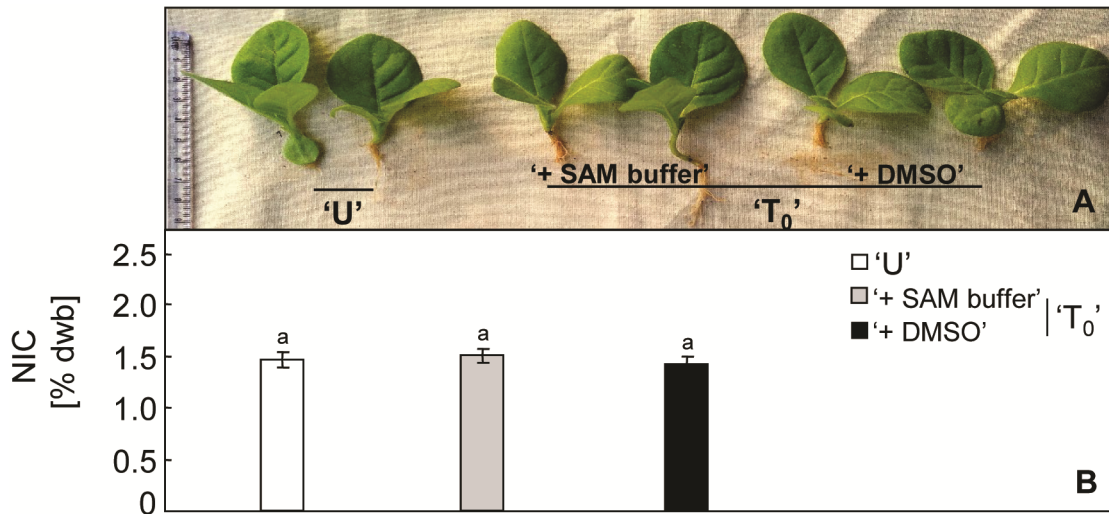 ‘+ SAM buffer’
‘+ DMSO’
‘U’
‘T0’
A
2.5
2.0
1.5
1.0
0.5
0
NIC
[% dwb]
a
a
a
‘U’
‘+ SAM buffer’
‘+ DMSO’
‘T0’
B